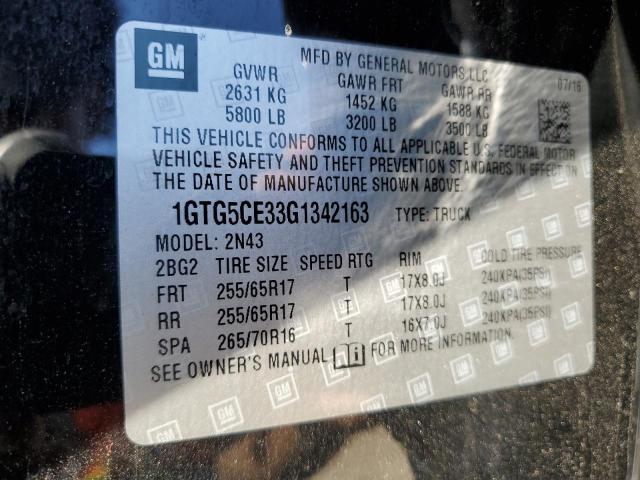 GM
MFD BY GENERAL MOTORS LLC
GVWR GAWR FRT GAWR RR 07/16
2631 KG 1452 KG 1588 KG
5800 LB 3200 LB 3500 LB
THIS VEHICLE CONFORMS TO ALL APPLICABLE U.S. FEDERAL MOTOR
VEHICLE SAFETY AND THEFT PREVENTION STANDARDS IN EFFECT ON
THE DATE OF MANUFACTURE SHOWN ABOVE.
1GTG5CE33G1342163 TYPE: TRUCK
MODEL: 2N43
2BG2 TIRE SIZE SPEED RTG RIM COLD TIRE PRESSURE
FRT 255/65R17 T 17X8.0J 240KPA(35PSI)
RR 255/65R17 T 17X8.0J 240KPA(35PSI)
SPA 265/70R16 T 16X7.0J 240KPA(35PSI)
SEE OWNER'S MANUAL FOR MORE INFORMATION.